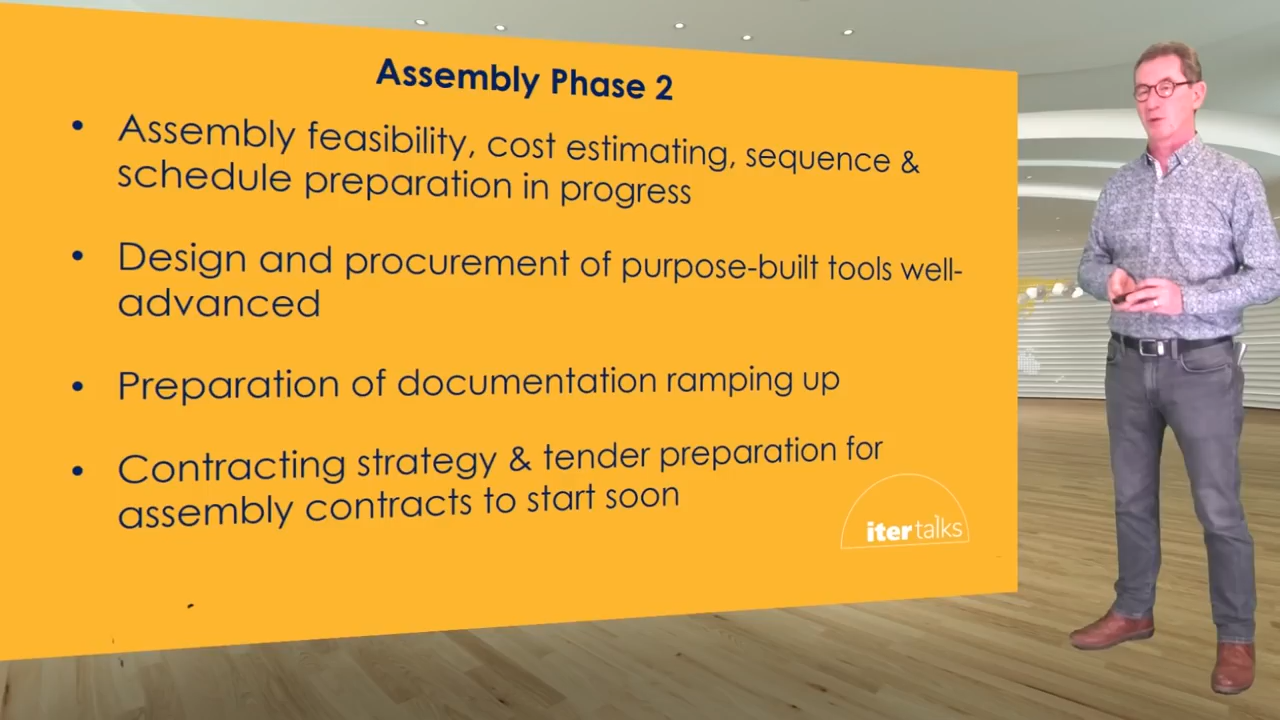 Assembly Phase 2
• Assembly feasibility, cost estimating, sequence &
schedule preparation in progress
• Design and procurement of purpose-built tools well-
advanced
• Preparation of documentation ramping up
• Contracting strategy & tender preparation for
assembly contracts to start soon
iter talks